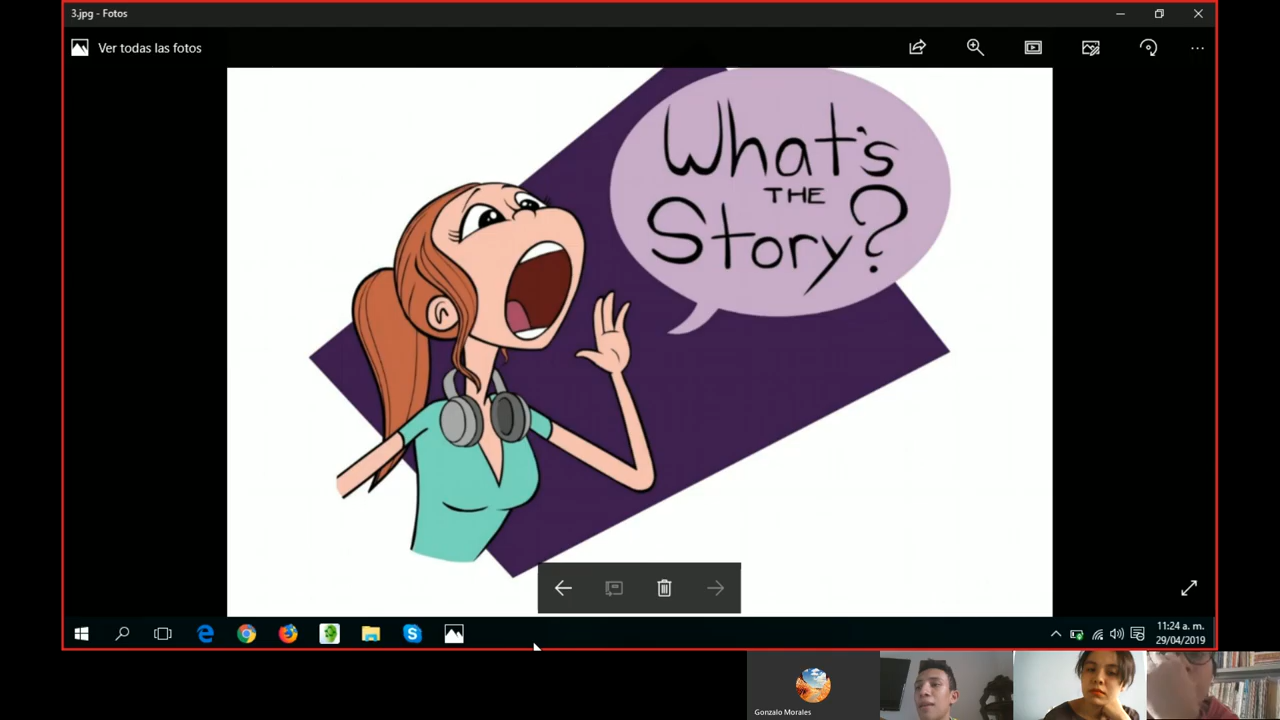 3.jpg - Fotos
Ver todas las fotos
What's
THE
Story?
11:24 a. m.
29/04/2019
Gonzalo Morales